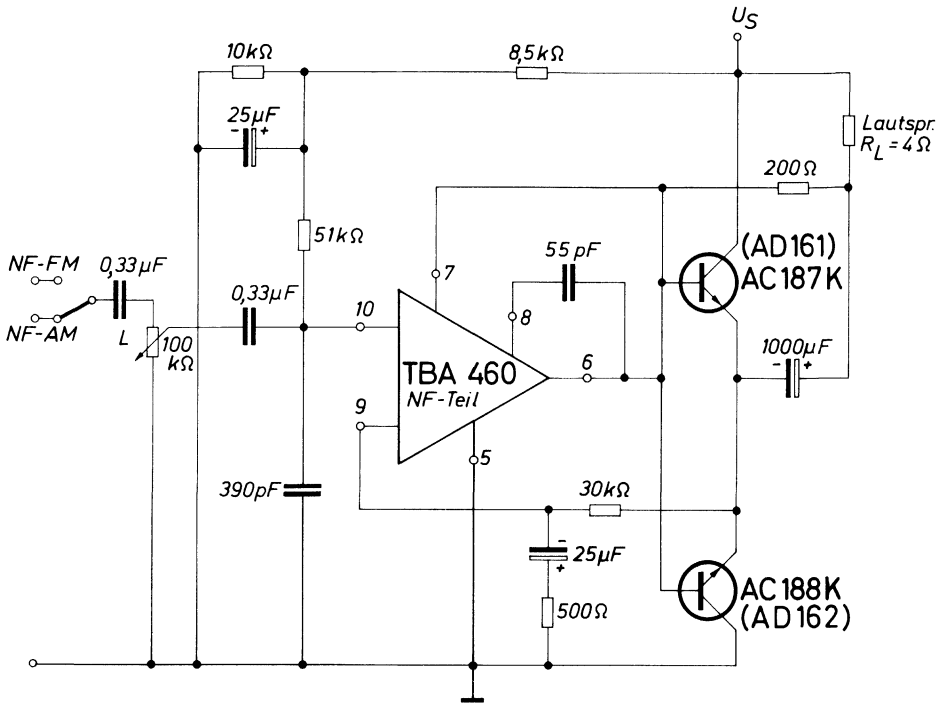 U_S
10kΩ
8,5kΩ
25µF
- +
Lautspr.
R_L = 4Ω
200Ω
51kΩ
55pF
(AD161)
AC187K
NF-FM
0,33µF
NF-AM
L
100
kΩ
0,33µF
10
7
8
TBA 460
NF-Teil
6
1000µF
- +
9
5
390pF
30kΩ
-
25µF
+
500Ω
AC188K
(AD162)